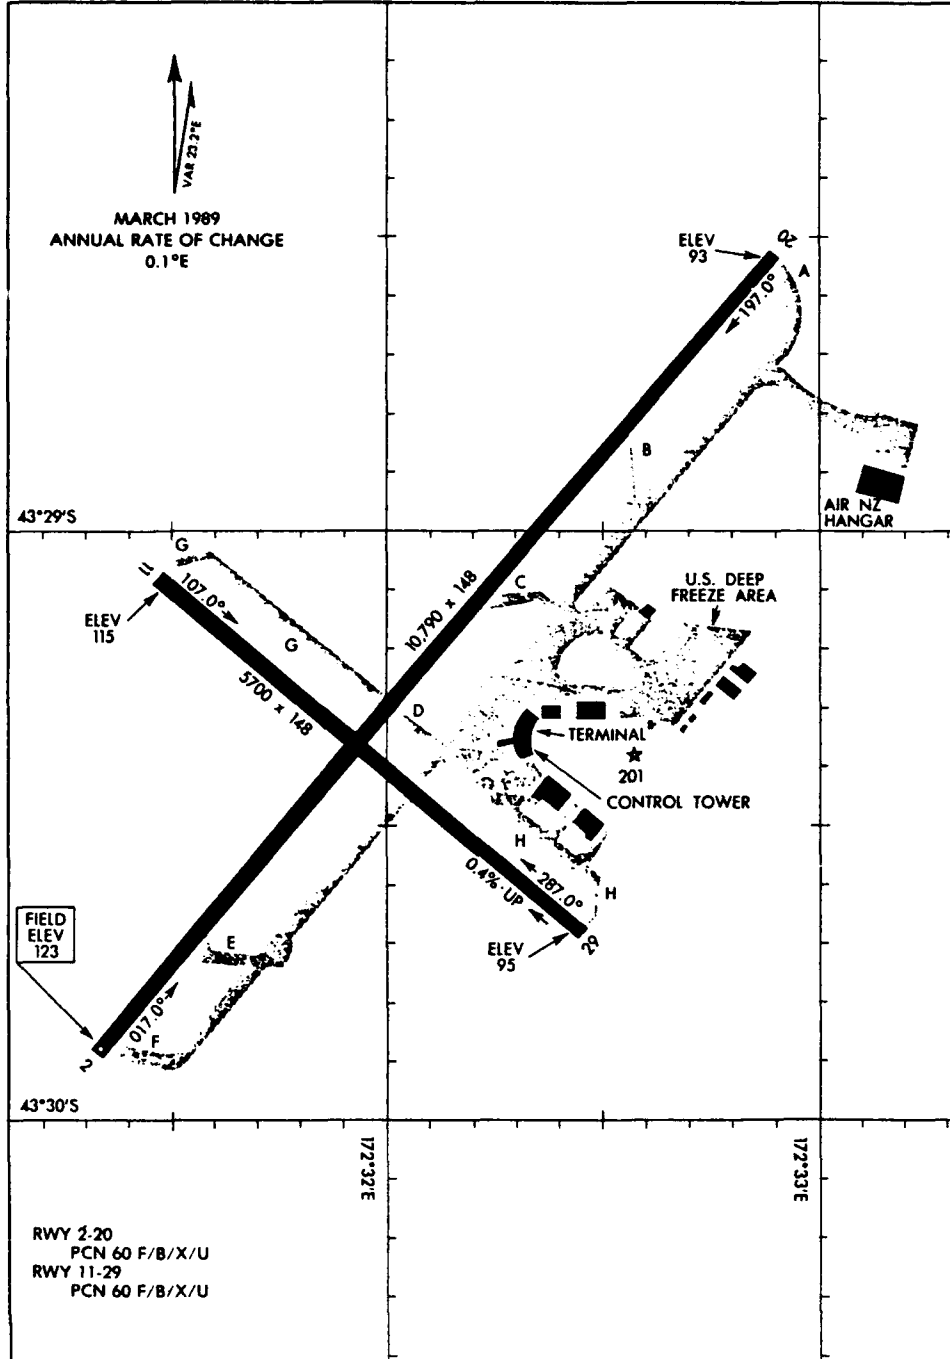 VAR 23.2°E
MARCH 1989
ANNUAL RATE OF CHANGE
0.1°E
ELEV
93
20
A
197.0°
B
AIR NZ
HANGAR
43°29'S
G
11
107.0°
ELEV
115
G
5700 x 148
10,790 x 148
C
U.S. DEEP
FREEZE AREA
D
TERMINAL
201
CONTROL TOWER
G
H
H
287.0°
0.4% UP
29
ELEV
95
FIELD
ELEV
123
E
017.0°
F
2
43°30'S
172°32'E
172°33'E
RWY 2-20
PCN 60 F/B/X/U
RWY 11-29
PCN 60 F/B/X/U